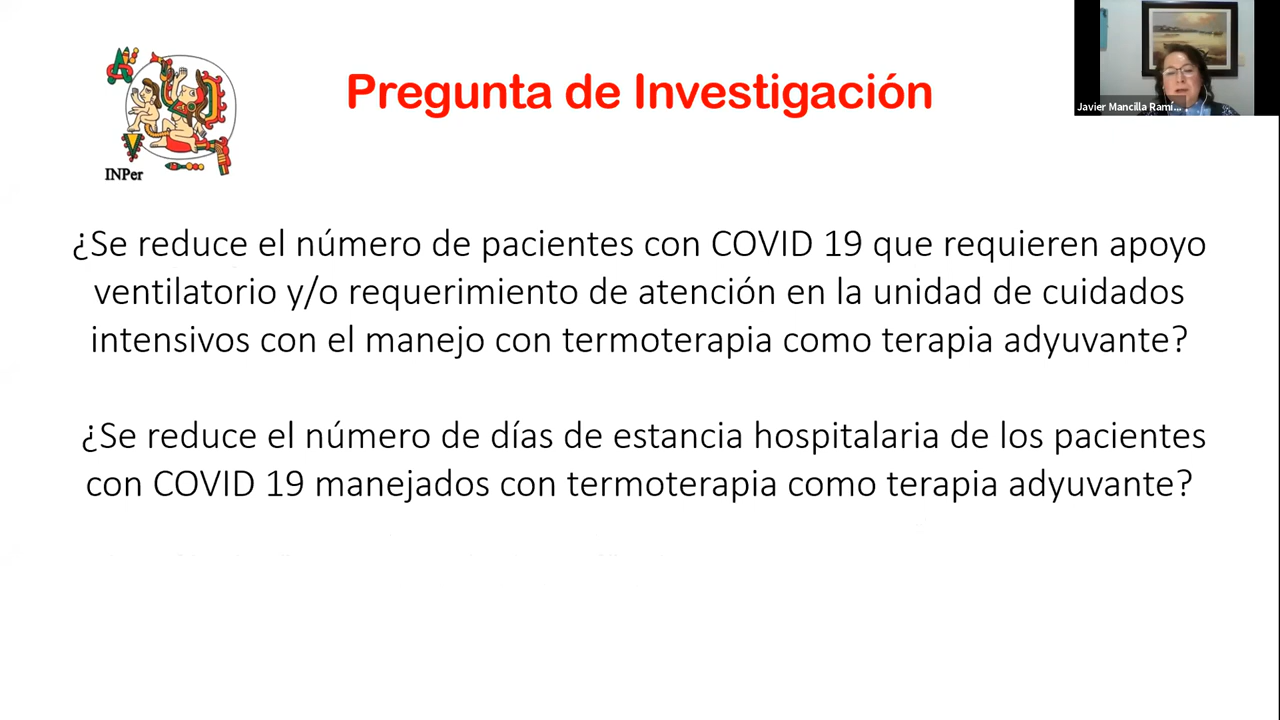 Pregunta de Investigación
Javier Mancilla Ramí...
INPer
¿Se reduce el número de pacientes con COVID 19 que requieren apoyo
ventilatorio y/o requerimiento de atención en la unidad de cuidados
intensivos con el manejo con termoterapia como terapia adyuvante?
¿Se reduce el número de días de estancia hospitalaria de los pacientes
con COVID 19 manejados con termoterapia como terapia adyuvante?